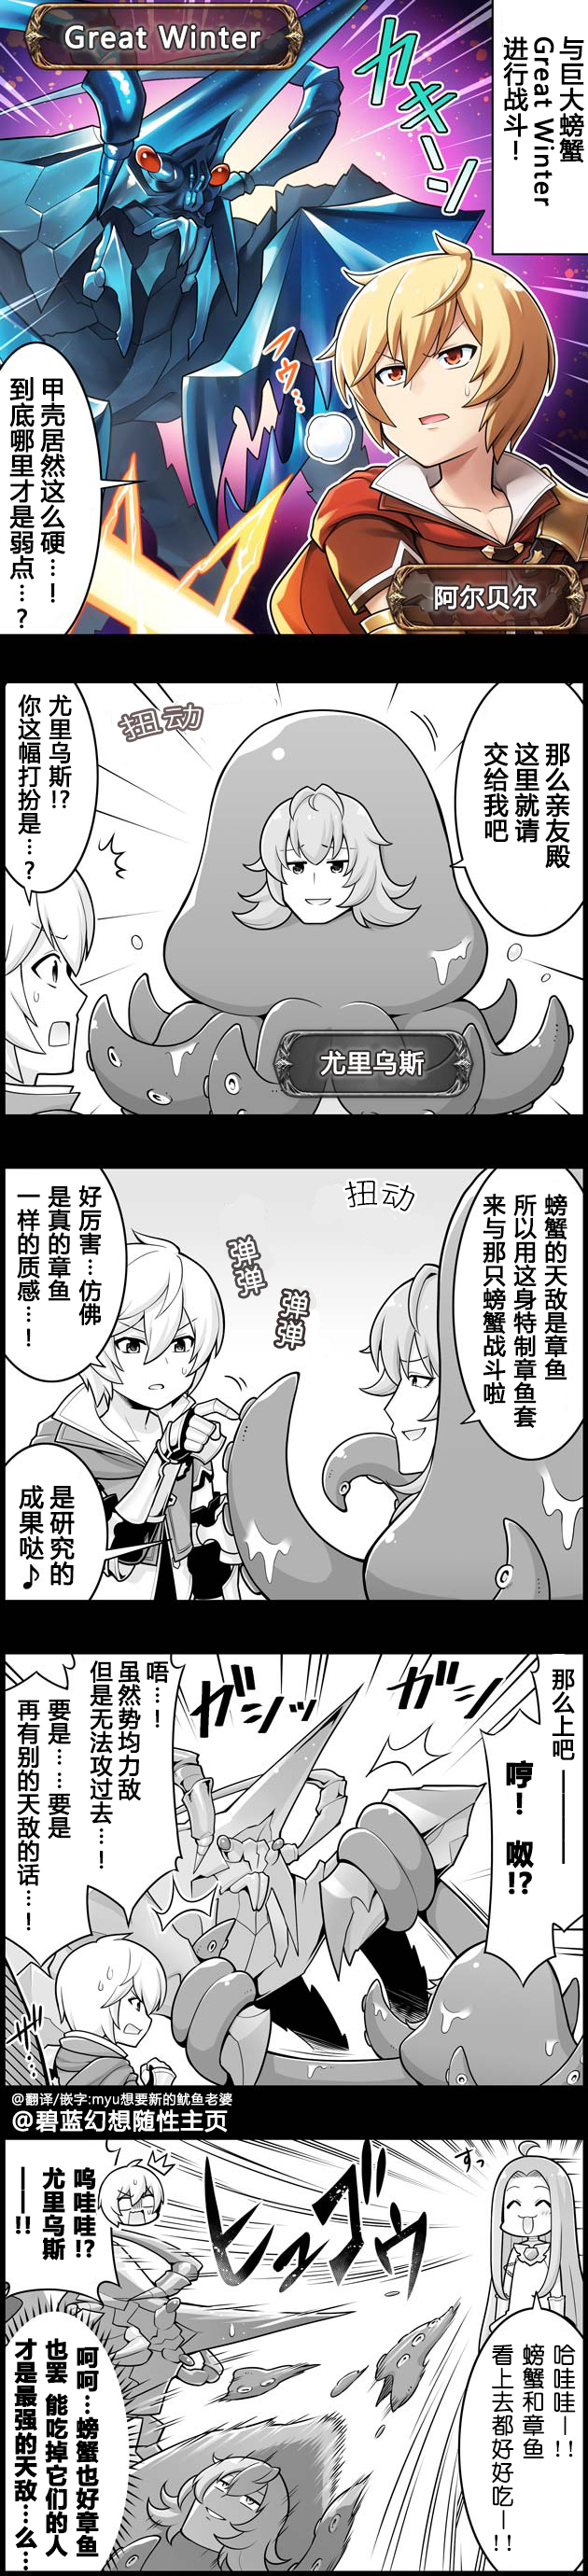 Great Winter
与巨大螃蟹
Great Winter
进行战斗！
ガキーン
フウ…
甲壳居然这么硬…！
到底哪里才是弱点…？
阿尔贝尔
那么亲友殿
这里就请
交给我吧
扭动
尤里乌斯!?
你这幅打扮是…？
尤里乌斯
螃蟹的天敌是章鱼
所以用这身特制章鱼套
来与那只螃蟹战斗啦
扭动
弹弹
弹弹
好厉害…仿佛
是真的章鱼
一样的质感…！
是研究的
成果哒♪
那么上吧————
哼！呶!?
ガシッ
ガシッ
唔…！
虽然势均力敌
但是无法攻过去…！
要是……要是
再有别的天敌的话…！
@翻译/嵌字:myu想要新的鱿鱼老婆
@碧蓝幻想随性主页
すっ
ヒュゴゥッ
呜哇哇!?
尤里乌斯
——!!
哈哇哇—!!
螃蟹和章鱼
看上去都好好吃—!!
呵呵…螃蟹也好章鱼
也罢 能吃掉它们的人
才是最强的天敌…么…